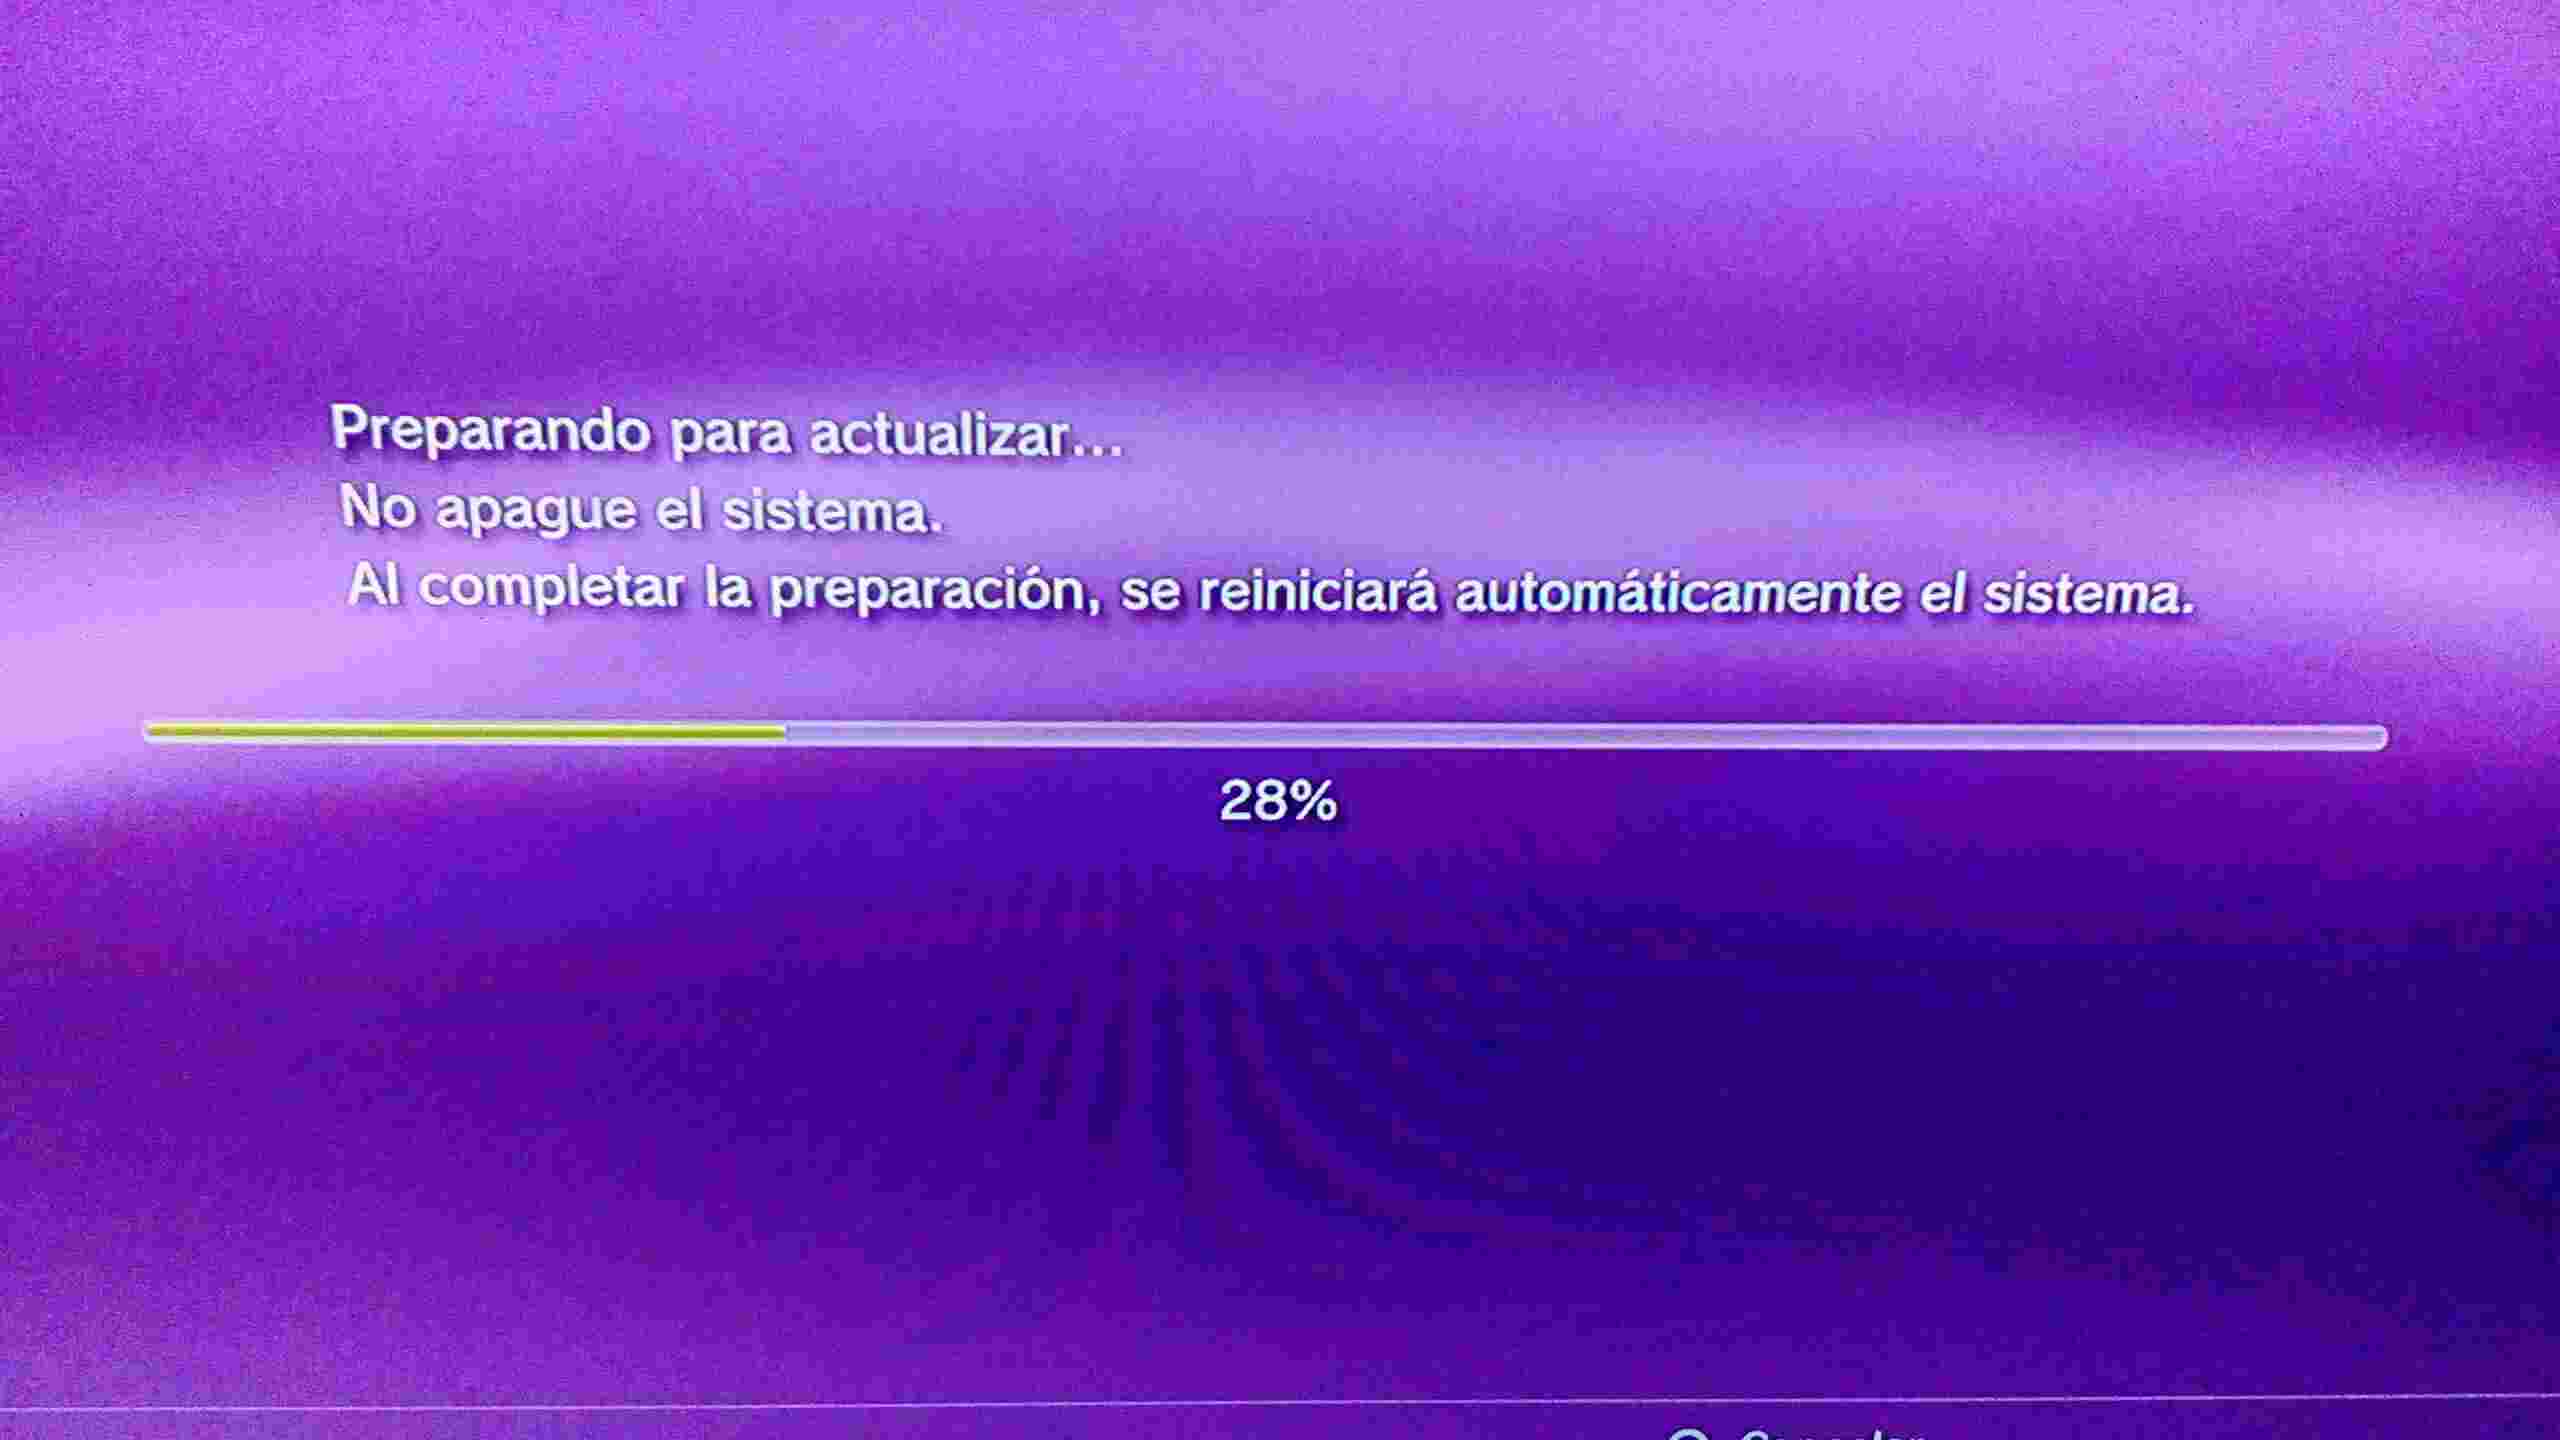 Preparando para actualizar...
No apague el sistema.
Al completar la preparación, se reiniciará automáticamente el sistema.
28%